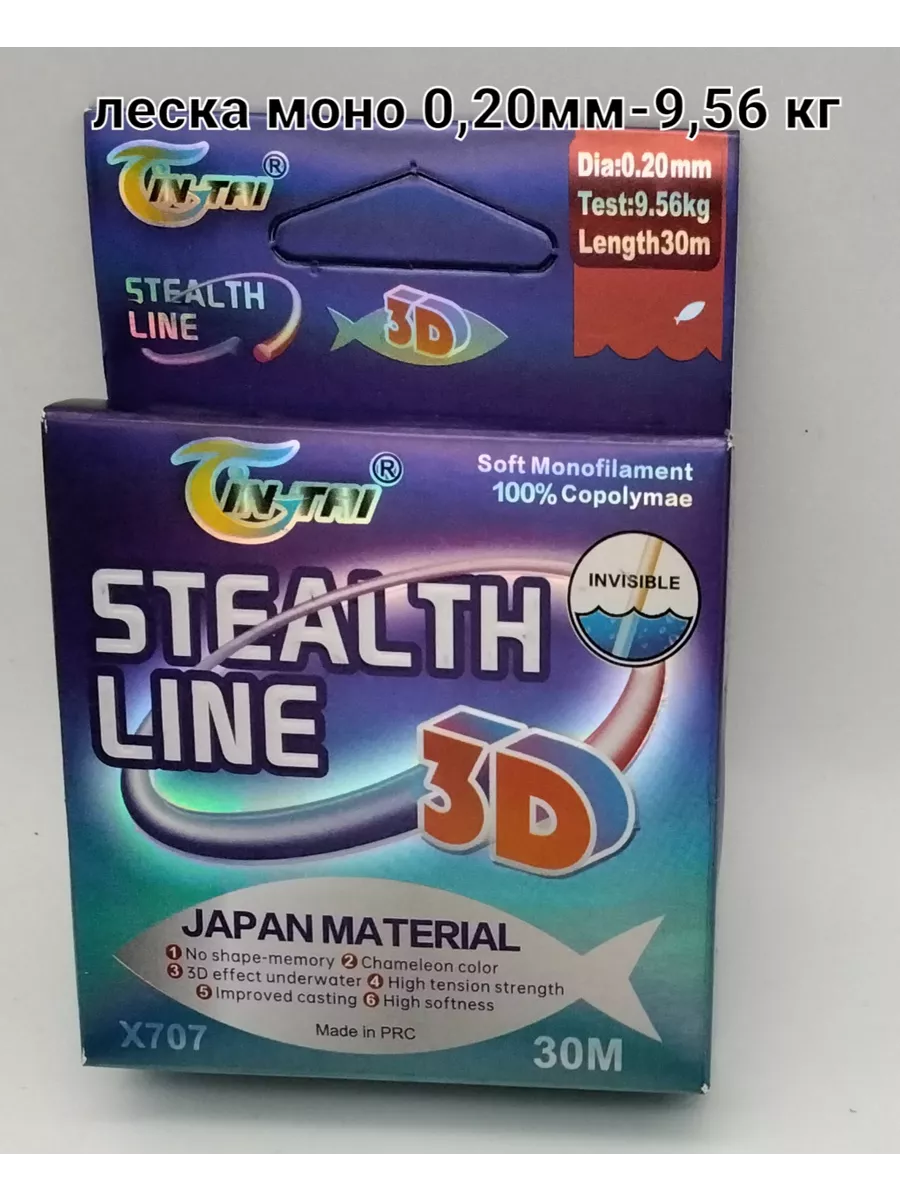 леска моно 0,20мм-9,56 кг
TIN-TAI®
Dia:0.20mm
Test:9.56kg
Length30m
STEALTH
LINE
3D
TIN-TAI®
Soft Monofilament
100% Copolymae
INVISIBLE
STEALTH
LINE
3D
JAPAN MATERIAL
1 No shape-memory 2 Chameleon color
3 3D effect underwater 4 High tension strength
5 Improved casting 6 High softness
Made in PRC
X707
30M